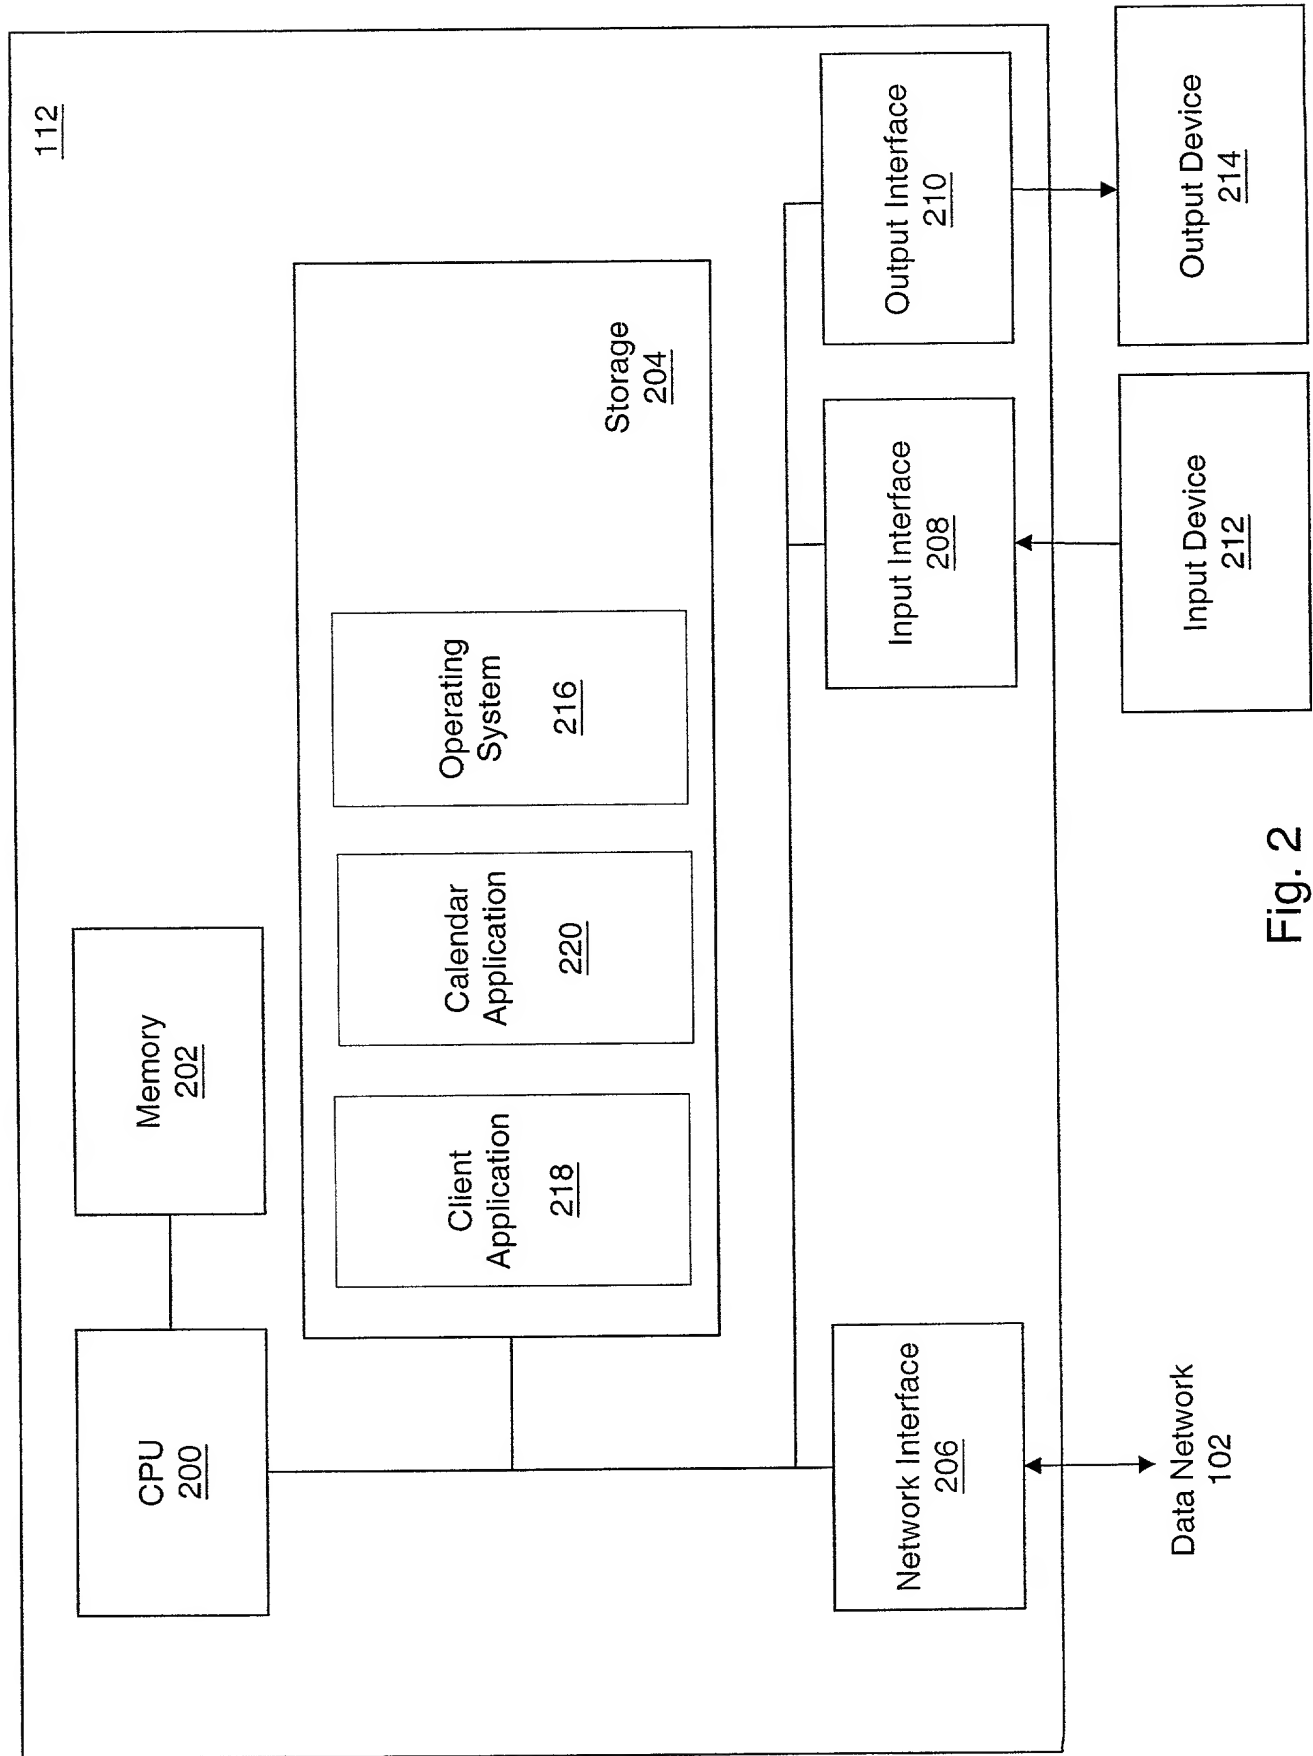 112
CPU
200
Memory
202
Client
Application
218
Calendar
Application
220
Operating
System
216
Storage
204
Network Interface
206
Input Interface
208
Output Interface
210
Data Network
102
Input Device
212
Output Device
214
Fig. 2